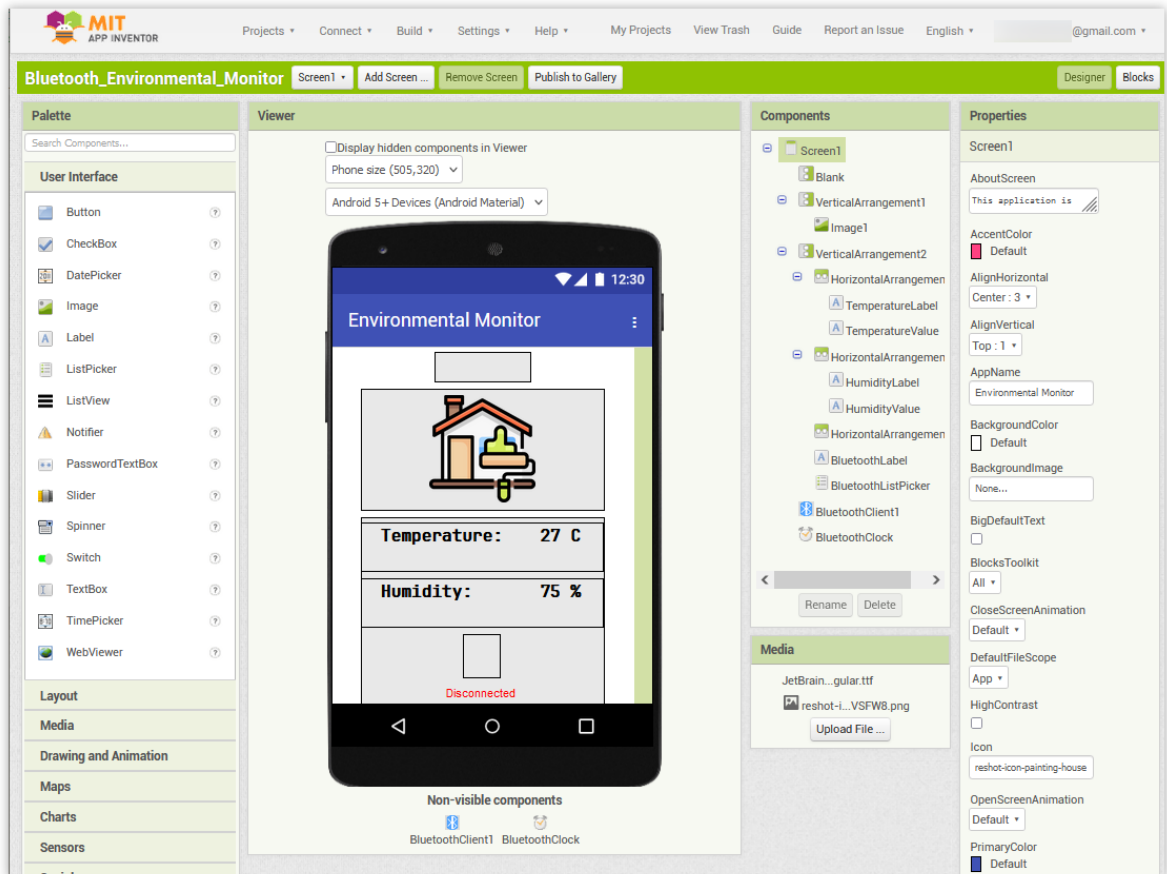 MIT
APP INVENTOR
Projects Connect Build Settings Help My Projects View Trash Guide Report an Issue English @gmail.com
Bluetooth_Environmental_Monitor Screen1 Add Screen ... Remove Screen Publish to Gallery Designer Blocks
Palette
Search Components...
User Interface
Button ?
CheckBox ?
DatePicker ?
Image ?
Label ?
ListPicker ?
ListView ?
Notifier ?
PasswordTextBox ?
Slider ?
Spinner ?
Switch ?
TextBox ?
TimePicker ?
WebViewer ?
Layout
Media
Drawing and Animation
Maps
Charts
Sensors
Viewer
Display hidden components in Viewer
Phone size (505,320)
Android 5+ Devices (Android Material)
12:30
Environmental Monitor
Temperature: 27 C
Humidity: 75 %
Disconnected
Non-visible components
BluetoothClient1 BluetoothClock
Components
Screen1
Blank
VerticalArrangement1
Image1
VerticalArrangement2
HorizontalArrangemen
A TemperatureLabel
A TemperatureValue
HorizontalArrangemen
A HumidityLabel
A HumidityValue
HorizontalArrangemen
A BluetoothLabel
BluetoothListPicker
BluetoothClient1
BluetoothClock
Rename Delete
Media
JetBrain...gular.ttf
reshot-i...VSFW8.png
Upload File ...
Properties
Screen1
AboutScreen
This application is
AccentColor
Default
AlignHorizontal
Center : 3
AlignVertical
Top : 1
AppName
Environmental Monitor
BackgroundColor
Default
BackgroundImage
None...
BigDefaultText
BlocksToolkit
All
CloseScreenAnimation
Default
DefaultFileScope
App
HighContrast
Icon
reshot-icon-painting-house
OpenScreenAnimation
Default
PrimaryColor
Default